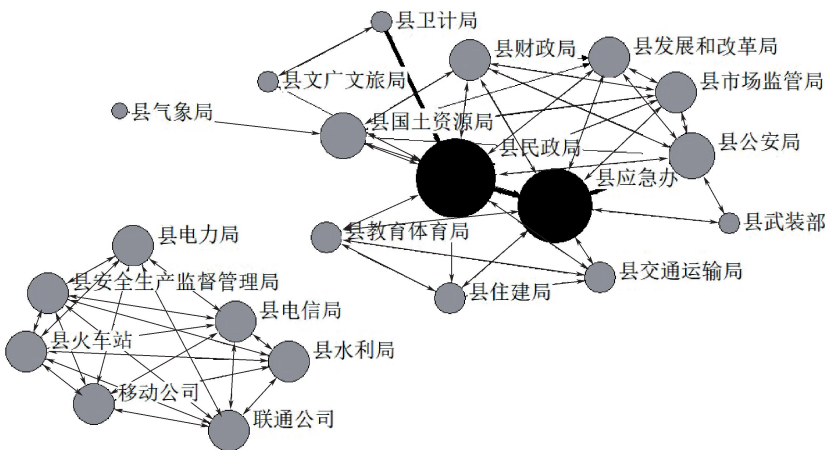 县卫计局
县财政局
县发展和改革局
县文广文旅局
县市场监管局
县气象局
县国土资源局
县民政局
县公安局
县应急办
县武装部
县教育体育局
县电力局
县交通运输局
县安全生产监督管理局
县住建局
县电信局
县火车站
县水利局
移动公司
联通公司